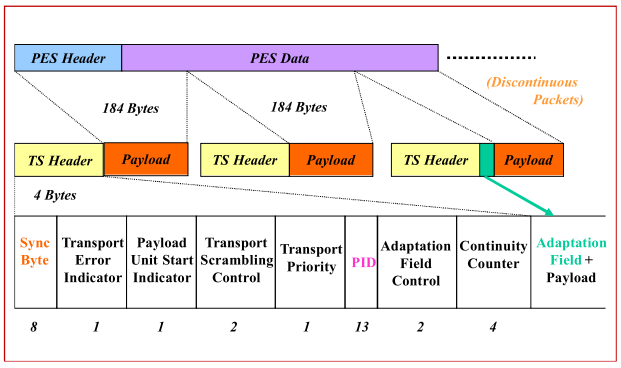 PES Header PES Data
(Discontinuous
Packets)
184 Bytes 184 Bytes
TS Header Payload TS Header Payload TS Header Payload
4 Bytes
Sync
Byte
Transport
Error
Indicator
Payload
Unit Start
Indicator
Transport
Scrambling
Control
Transport
Priority
PID
Adaptation
Field
Control
Continuity
Counter
Adaptation
Field +
Payload
8 1 1 2 1 13 2 4